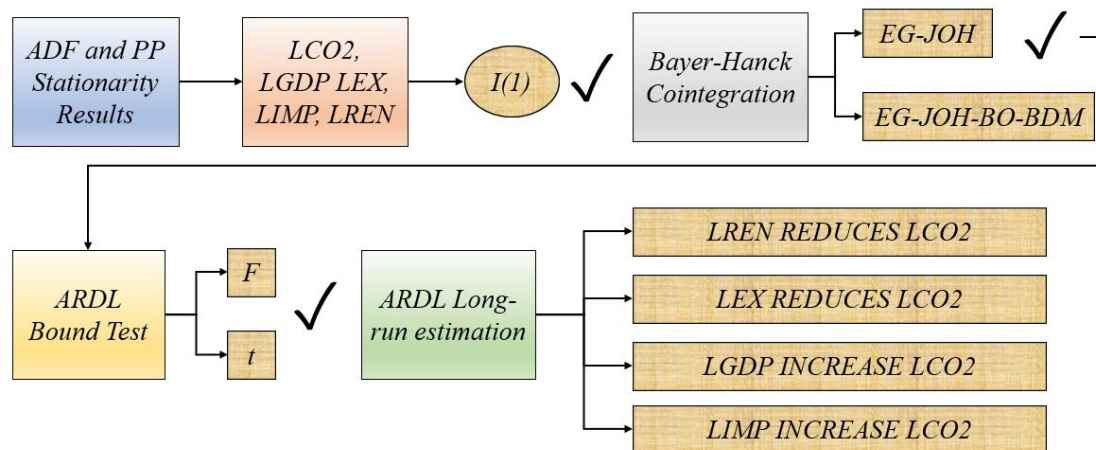 ADF and PP
Stationarity
Results
LCO2,
LGDP LEX,
LIMP, LREN
I(1)
Bayer-Hanck
Cointegration
EG-JOH
EG-JOH-BO-BDM
ARDL
Bound Test
F
t
ARDL Long-
run estimation
LREN REDUCES LCO2
LEX REDUCES LCO2
LGDP INCREASE LCO2
LIMP INCREASE LCO2